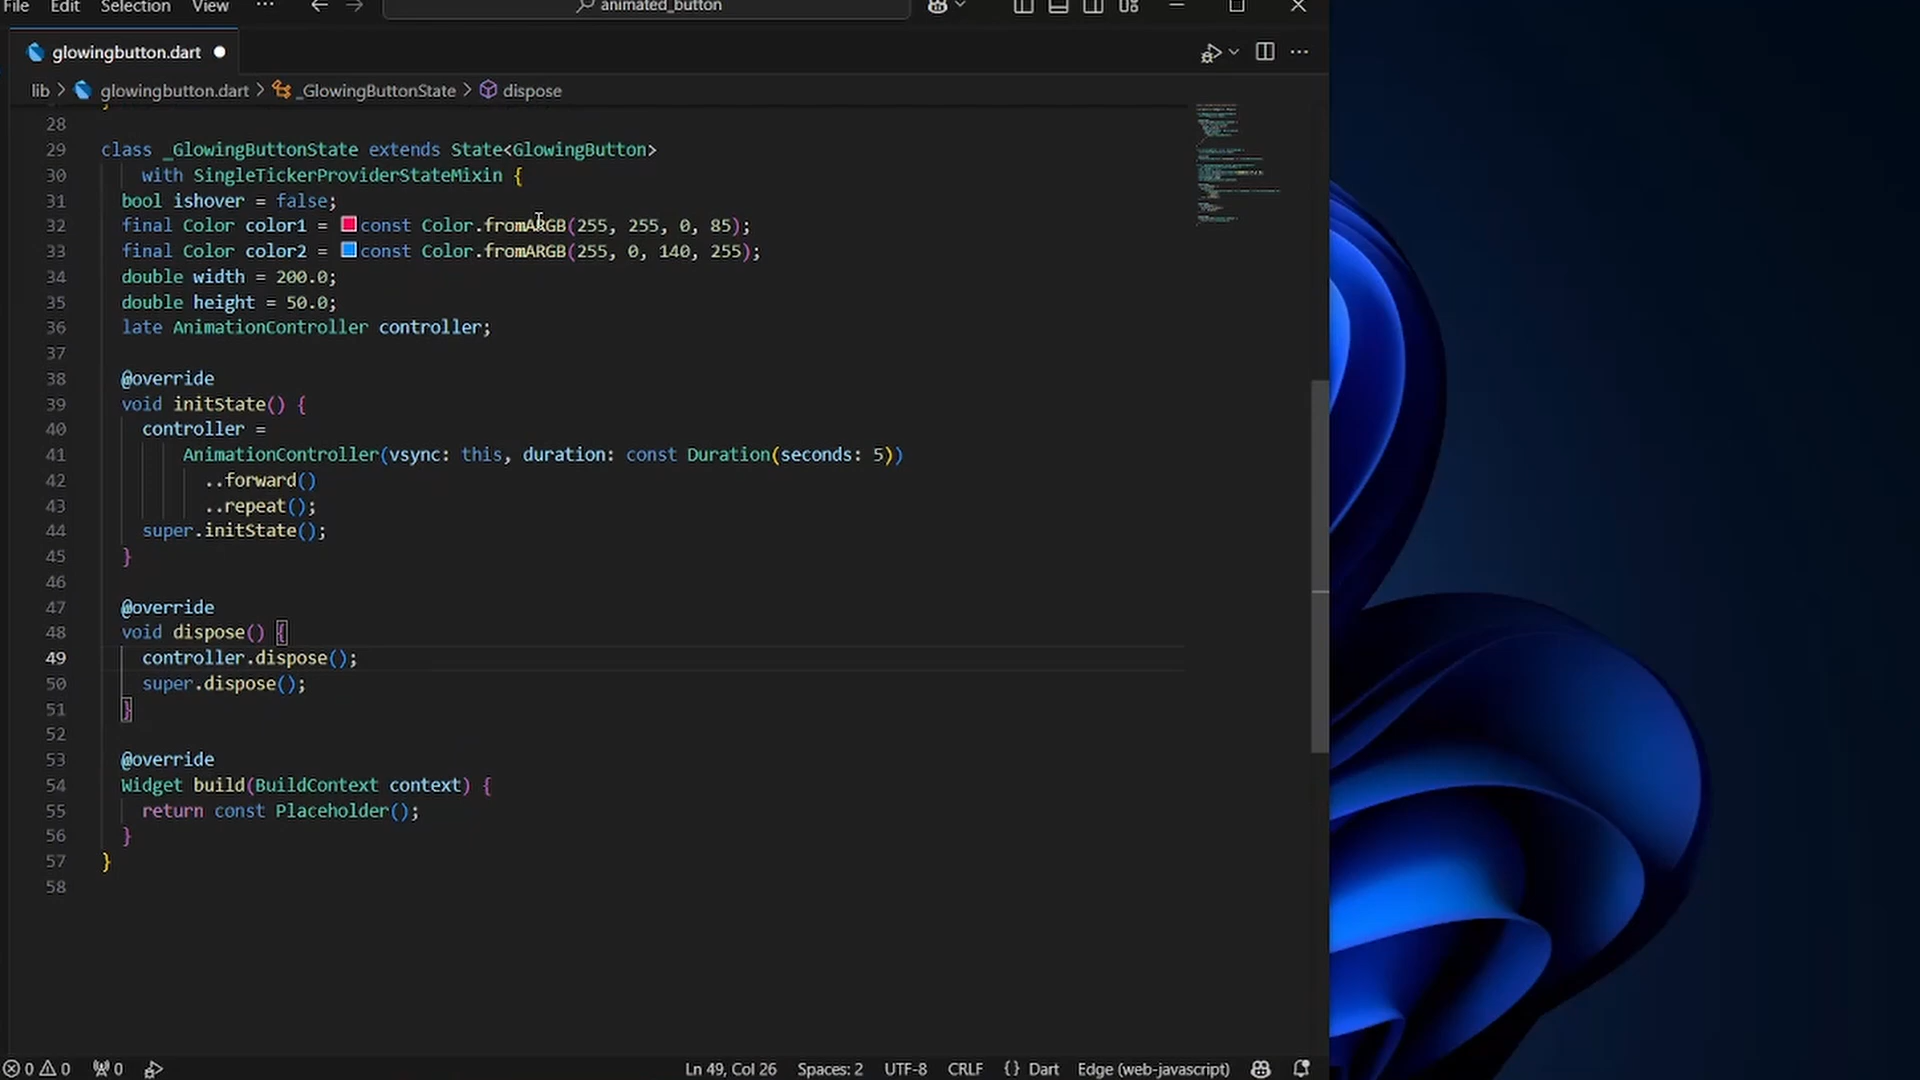 File Edit Selection View ··· animated_button
glowingbutton.dart
lib > glowingbutton.dart > _GlowingButtonState > dispose
28
29 class _GlowingButtonState extends State<GlowingButton>
30 with SingleTickerProviderStateMixin {
31 bool ishover = false;
32 final Color color1 = const Color.fromARGB(255, 255, 0, 85);
33 final Color color2 = const Color.fromARGB(255, 0, 140, 255);
34 double width = 200.0;
35 double height = 50.0;
36 late AnimationController controller;
37
38 @override
39 void initState() {
40 controller =
41 AnimationController(vsync: this, duration: const Duration(seconds: 5))
42 ..forward()
43 ..repeat();
44 super.initState();
45 }
46
47 @override
48 void dispose() {
49 controller.dispose();
50 super.dispose();
51 }
52
53 @override
54 Widget build(BuildContext context) {
55 return const Placeholder();
56 }
57 }
58
0 0 0 Ln 49, Col 26 Spaces: 2 UTF-8 CRLF {} Dart Edge (web-javascript)